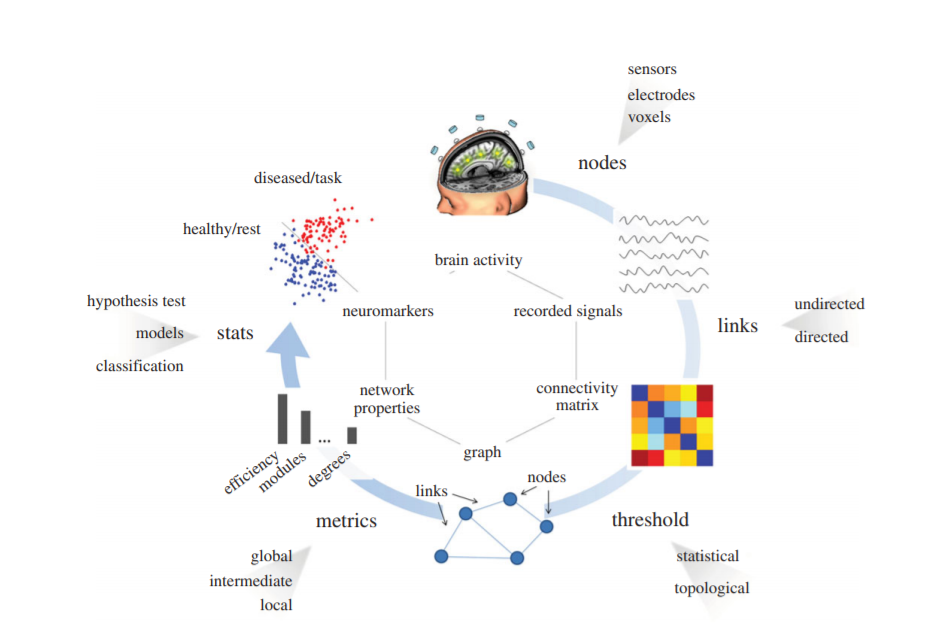 sensors
electrodes
voxels
nodes
diseased/task
healthy/rest
brain activity
hypothesis test
models
classification
stats
neuromarkers
recorded signals
links
undirected
directed
network
properties
connectivity
matrix
graph
efficiency
modules
...
degrees
links
nodes
metrics
threshold
global
intermediate
local
statistical
topological